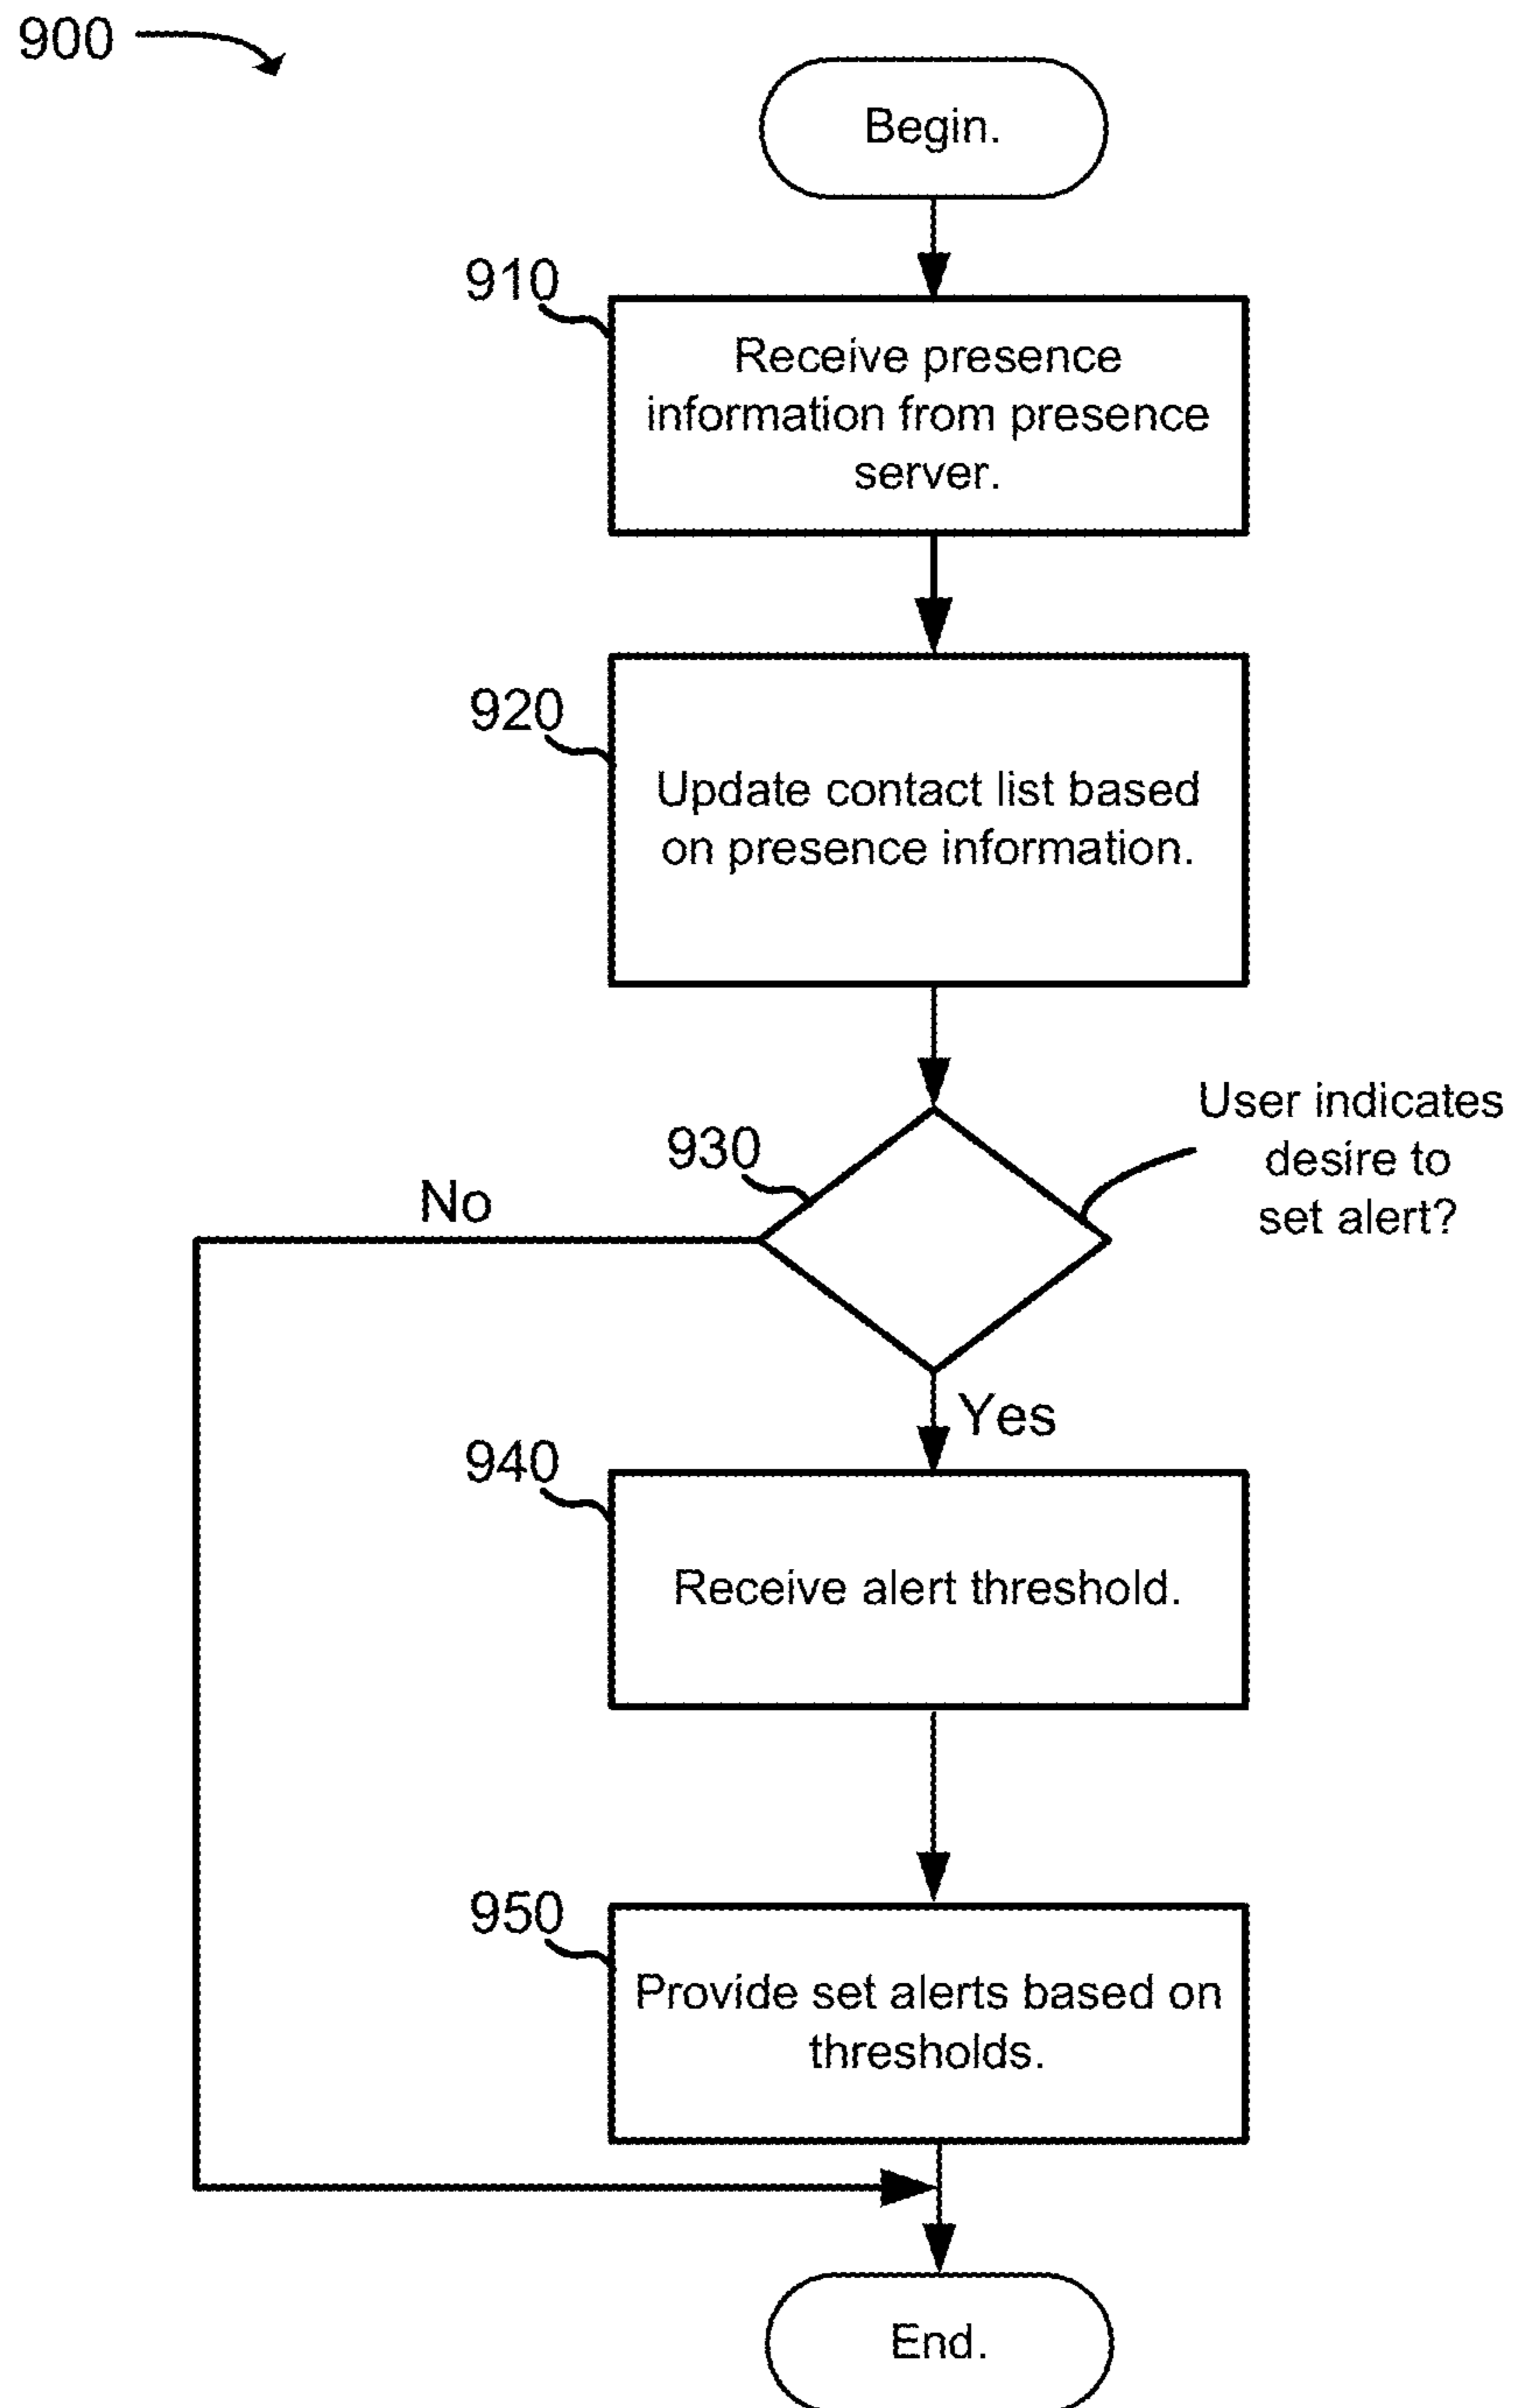 900
Begin.
910
Receive presence
information from presence
server.
920
Update contact list based
on presence information.
930
User indicates
desire to
set alert?
No
Yes
940
Receive alert threshold.
950
Provide set alerts based on
thresholds.
End.